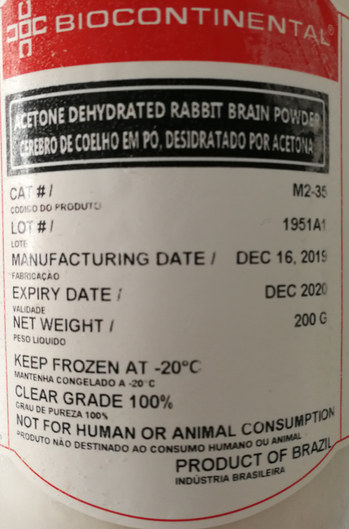 BIOCONTINENTAL®
ACETONE DEHYDRATED RABBIT BRAIN POWDER
CEREBRO DE COELHO EM PÓ, DESIDRATADO POR ACETONA
CAT # / M2-35
CÓDIGO DO PRODUTO
LOT # / 1951A1
LOTE
MANUFACTURING DATE / DEC 16, 2019
FABRICAÇÃO
EXPIRY DATE / DEC 2020
VALIDADE
NET WEIGHT / 200 G
PESO LIQUIDO
KEEP FROZEN AT -20°C
MANTENHA CONGELADO A -20°C
CLEAR GRADE 100%
GRAU DE PUREZA 100%
NOT FOR HUMAN OR ANIMAL CONSUMPTION
PRODUTO NÃO DESTINADO AO CONSUMO HUMANO OU ANIMAL
PRODUCT OF BRAZIL
INDÚSTRIA BRASILEIRA